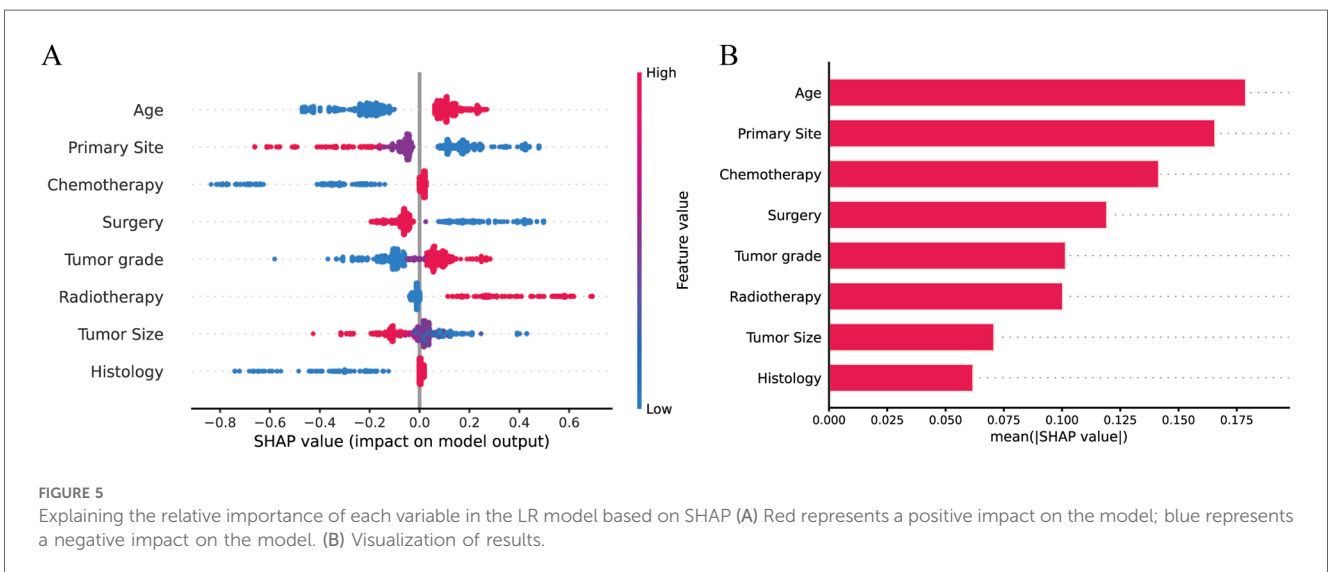 A
Age
Primary Site
Chemotherapy
Surgery
Tumor grade
Radiotherapy
Tumor Size
Histology
−0.8 −0.6 −0.4 −0.2 0.0 0.2 0.4 0.6
SHAP value (impact on model output)
High
Feature value
Low
B
Age
Primary Site
Chemotherapy
Surgery
Tumor grade
Radiotherapy
Tumor Size
Histology
0.000 0.025 0.050 0.075 0.100 0.125 0.150 0.175
mean(|SHAP value|)
FIGURE 5
Explaining the relative importance of each variable in the LR model based on SHAP (A) Red represents a positive impact on the model; blue represents
a negative impact on the model. (B) Visualization of results.